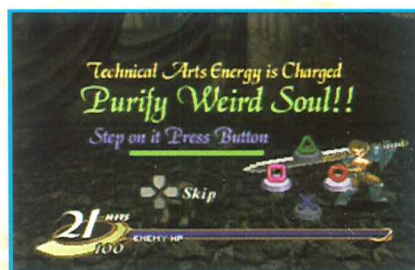 Technical Arts Energy is Charged
Purify Weird Soul!!
Step on it Press Button
Skip
21 HITS
100 ENEMY HP